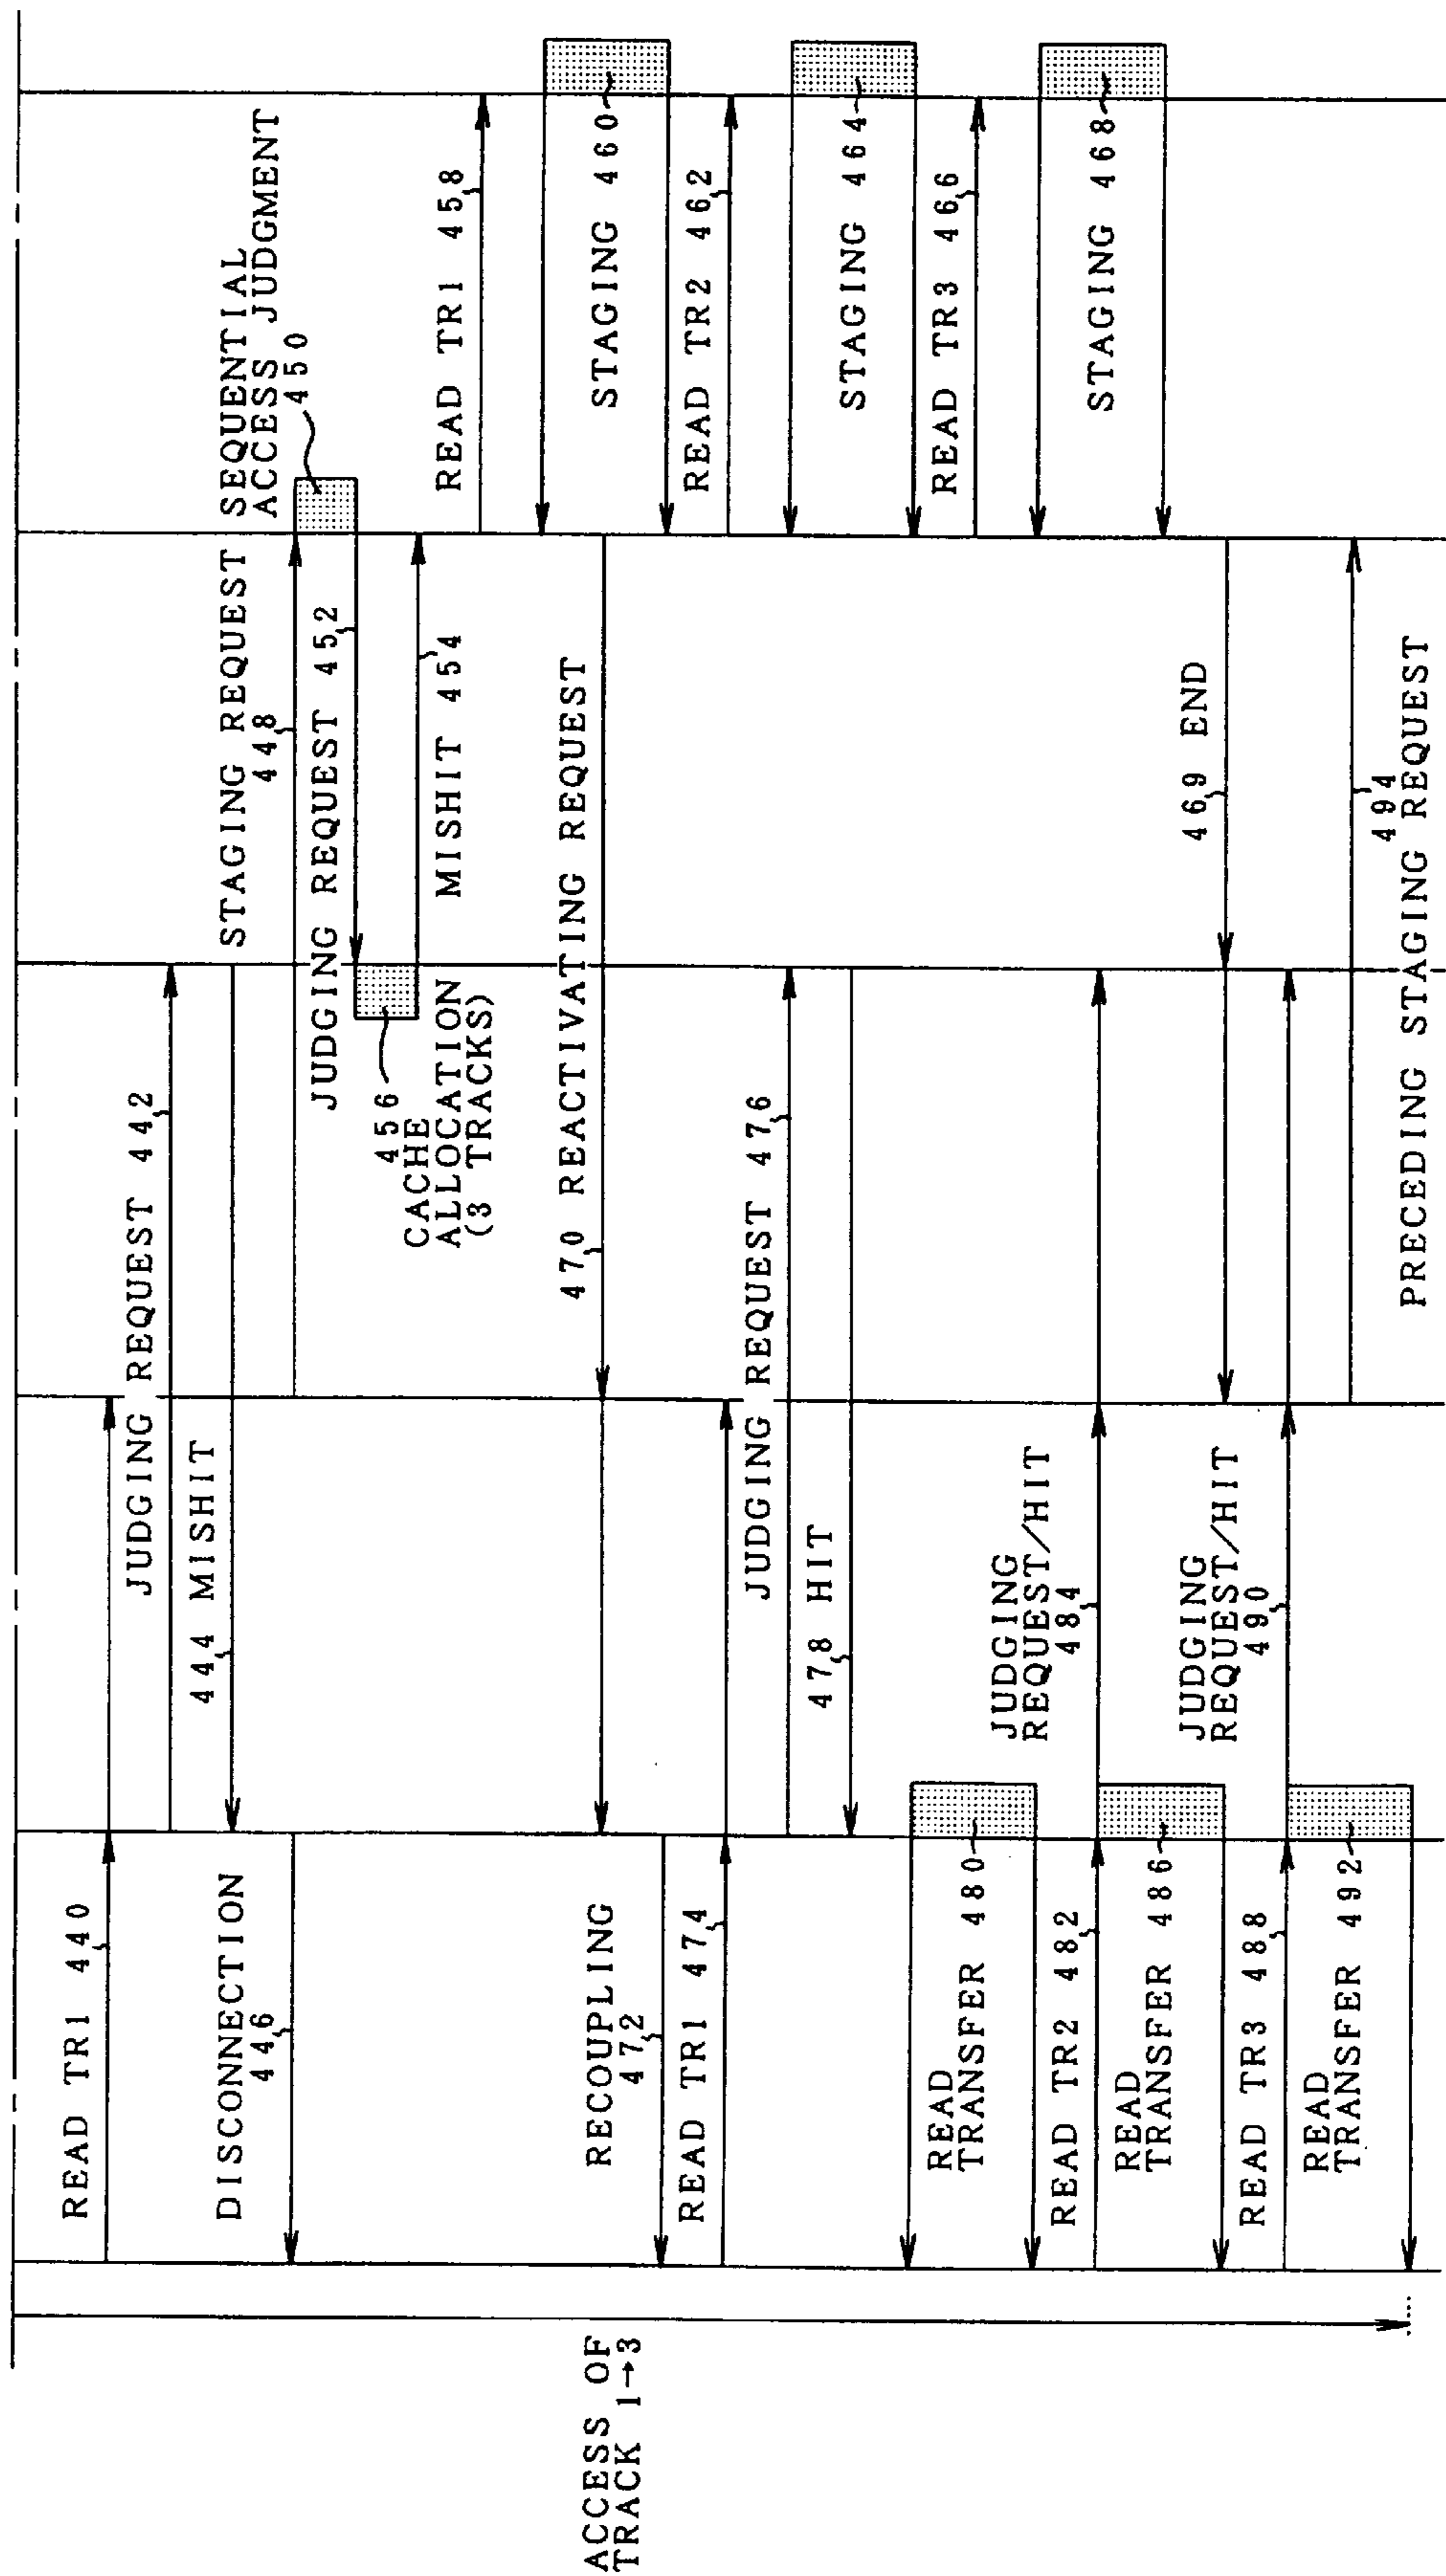 ACCESS OF
TRACK 1→3
READ TR1 440
JUDGING REQUEST 442
444 MISHIT
DISCONNECTION
446
STAGING REQUEST
448
SEQUENTIAL
ACCESS JUDGMENT
450
JUDGING REQUEST 452
MISHIT 454
456
CACHE
ALLOCATION
(3 TRACKS)
READ TR1 458
STAGING 460
470 REACTIVATING REQUEST
RECOUPLING
472
READ TR2 462
READ TR1 474
JUDGING REQUEST 476
STAGING 464
478 HIT
READ TR3 466
READ
TRANSFER 480
STAGING 468
READ TR2 482
JUDGING
REQUEST/HIT
484
READ
TRANSFER 486
469 END
READ TR3 488
JUDGING
REQUEST/HIT
490
READ
TRANSFER 492
494
PRECEDING STAGING REQUEST